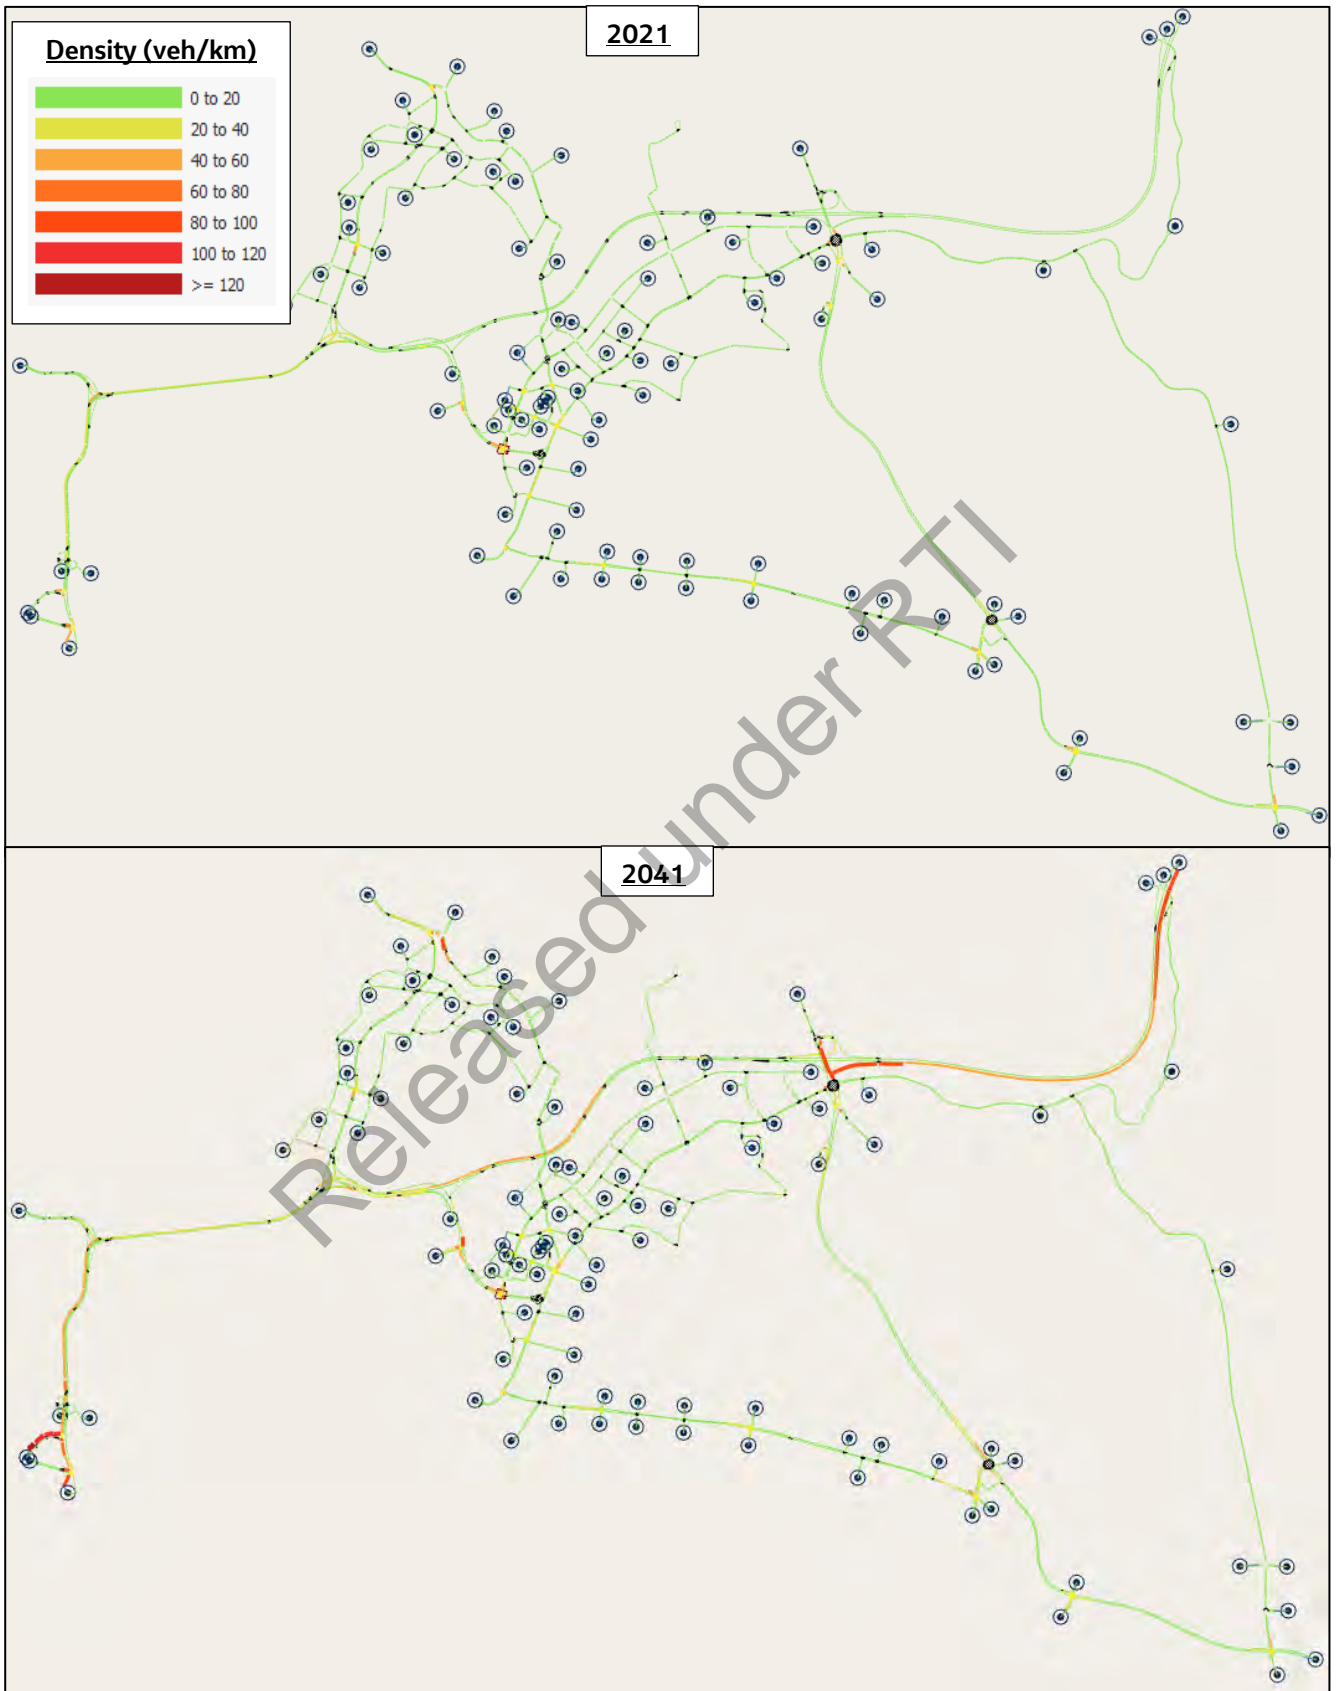 2021
Density (veh/km)
0 to 20
20 to 40
40 to 60
60 to 80
80 to 100
100 to 120
>= 120
2041
Released under RTI